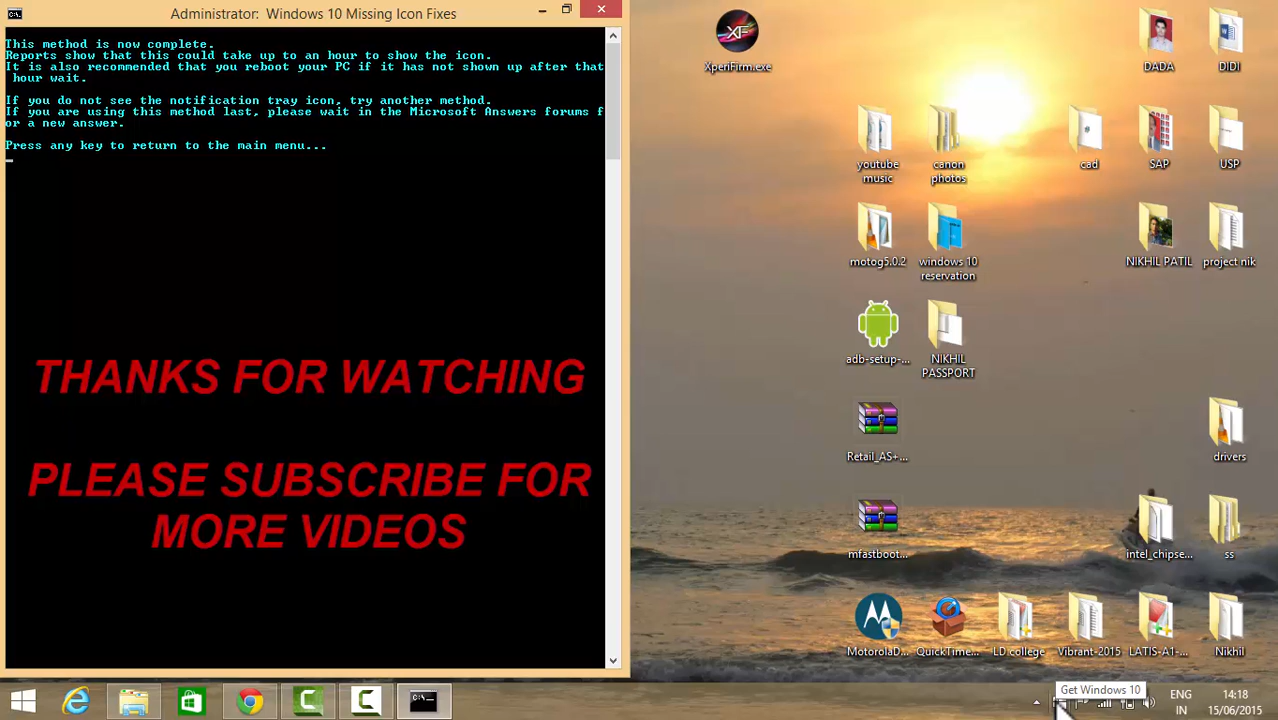 Administrator: Windows 10 Missing Icon Fixes
This method is now complete.
Reports show that this could take up to an hour to show the icon.
It is also recommended that you reboot your PC if it has not shown up after that
hour wait.
If you do not see the notification tray icon, try another method.
If you are using this method last, please wait in the Microsoft Answers forums f
or a new answer.
Press any key to return to the main menu...
THANKS FOR WATCHING
PLEASE SUBSCRIBE FOR
MORE VIDEOS
XperiFirm.exe
DADA
DIDI
youtube
music
canon
photos
cad
SAP
USP
motog5.0.2
windows 10
reservation
NIKHIL PATIL
project nik
adb-setup-...
NIKHIL
PASSPORT
Retail_AS+...
drivers
mfastboot...
intel_chipse...
ss
MotorolaD...
QuickTime...
LD college
Vibrant-2015
LATIS-A1-...
Nikhil
Get Windows 10
ENG
IN
14:18
15/06/2015